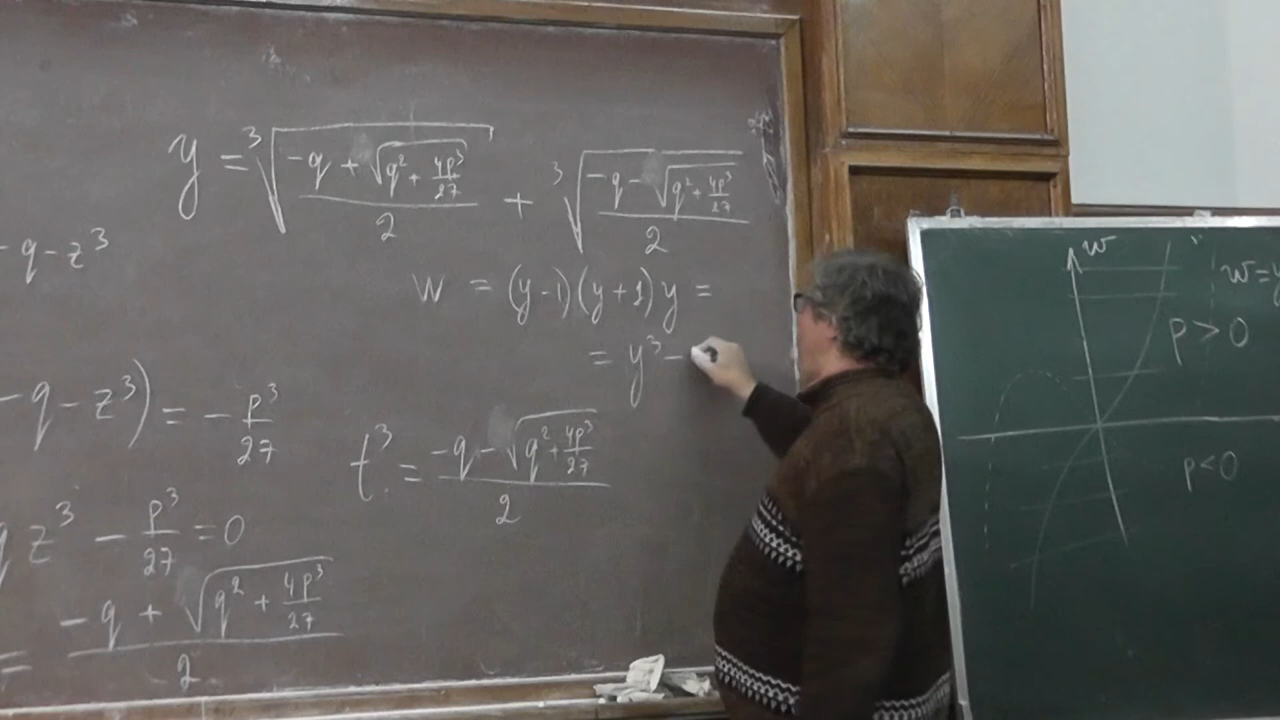 y = ∛((-q + √(q² + 4p³/27))/2) + ∛((-q - √(q² + 4p³/27))/2)
- q - z³
w = (y-1)(y+1)y =
= y³ -
- q - z³) = - p³/27
t³ = (-q - √(q² + 4p³/27))/2
q z³ - p³/27 = 0
= (-q + √(q² + 4p³/27))/2
w
w = y
p > 0
p < 0